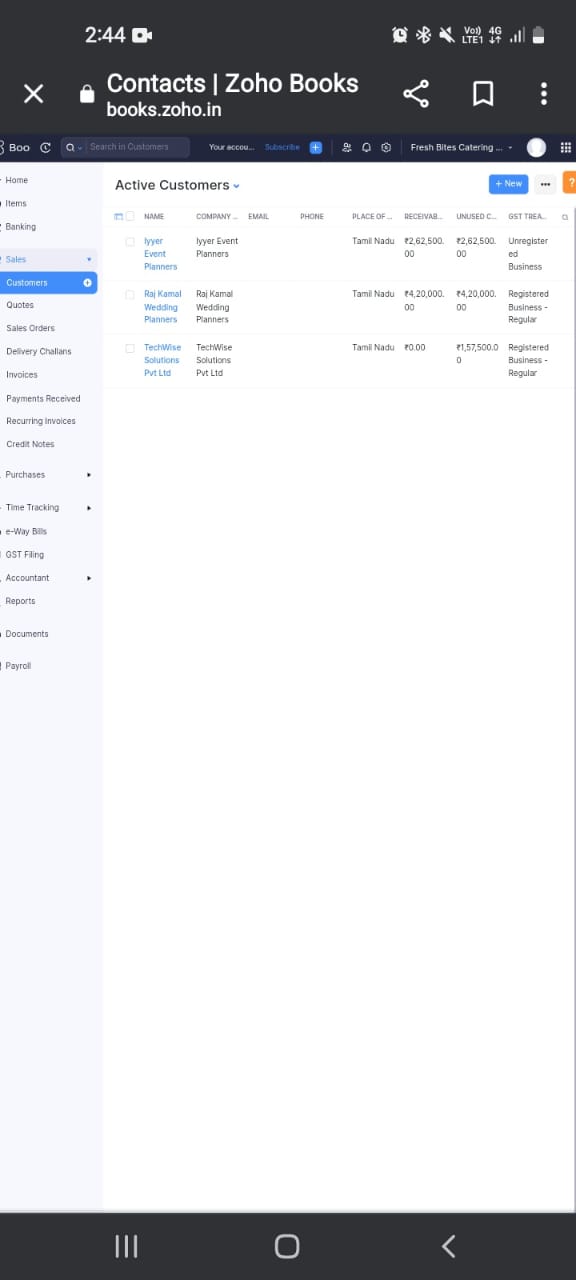 2:44
Vo)) 4G
LTE1
Contacts | Zoho Books
books.zoho.in
Boo
Search in Customers
Your accou...
Subscribe
Fresh Bites Catering ...
Home
Items
Banking
Sales
Customers
Quotes
Sales Orders
Delivery Challans
Invoices
Payments Received
Recurring Invoices
Credit Notes
Purchases
Time Tracking
e-Way Bills
GST Filing
Accountant
Reports
Documents
Payroll
Active Customers
+ New
?
NAME COMPANY ... EMAIL PHONE PLACE OF ... RECEIVAB... UNUSED C... GST TREA...
Iyyer Iyyer Event Tamil Nadu ₹2,62,500. ₹2,62,500. Unregister
Event Planners 00 00 ed
Planners Business
Raj Kamal Raj Kamal Tamil Nadu ₹4,20,000. ₹4,20,000. Registered
Wedding Wedding 00 00 Business -
Planners Planners Regular
TechWise TechWise Tamil Nadu ₹0.00 ₹1,57,500.0 Registered
Solutions Solutions 0 Business -
Pvt Ltd Pvt Ltd Regular